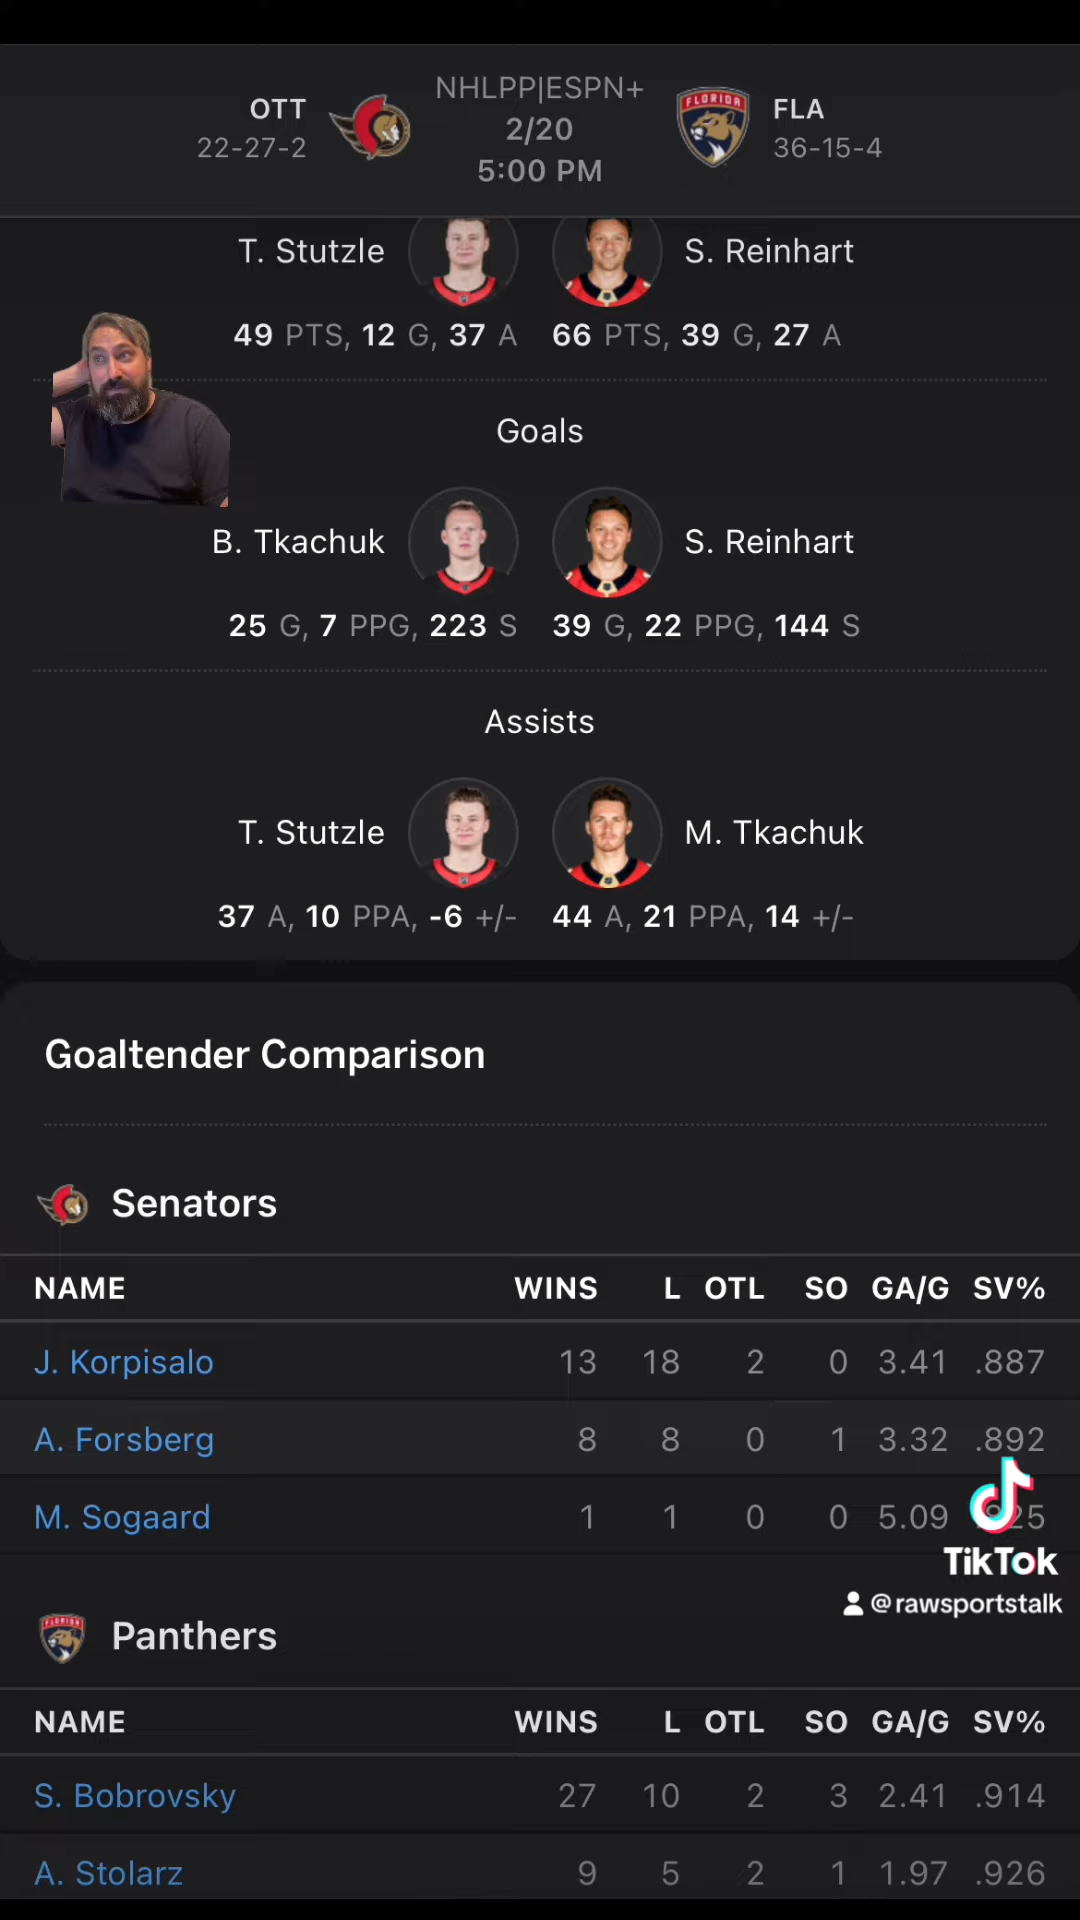 NHLPP|ESPN+
OTT
22-27-2
2/20
5:00 PM
FLORIDA
FLA
36-15-4
T. Stutzle
S. Reinhart
49 PTS, 12 G, 37 A
66 PTS, 39 G, 27 A
Goals
B. Tkachuk
S. Reinhart
25 G, 7 PPG, 223 S
39 G, 22 PPG, 144 S
Assists
T. Stutzle
M. Tkachuk
37 A, 10 PPA, -6 +/-
44 A, 21 PPA, 14 +/-
Goaltender Comparison
Senators
NAME WINS L OTL SO GA/G SV%
J. Korpisalo 13 18 2 0 3.41 .887
A. Forsberg 8 8 0 1 3.32 .892
M. Sogaard 1 1 0 0 5.09
TikTok
@rawsportstalk
FLORIDA
Panthers
NAME WINS L OTL SO GA/G SV%
S. Bobrovsky 27 10 2 3 2.41 .914
A. Stolarz 9 5 2 1 1.97 .926